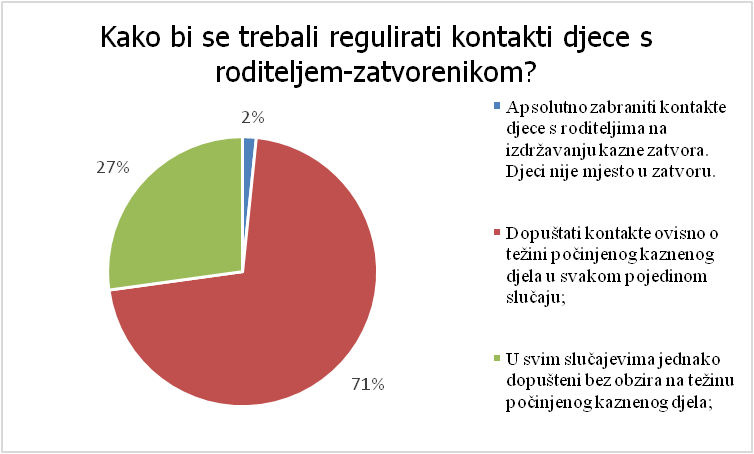 Kako bi se trebali regulirati kontakti djece s
roditeljem-zatvorenikom?
2%
27%
71%
Apsolutno zabraniti kontakte
djece s roditeljima na
izdržavanju kazne zatvora.
Djeci nije mjesto u zatvoru.
Dopuštati kontakte ovisno o
težini počinjenog kaznenog
djela u svakom pojedinom
slučaju;
U svim slučajevima jednako
dopušteni bez obzira na težinu
počinjenog kaznenog djela;